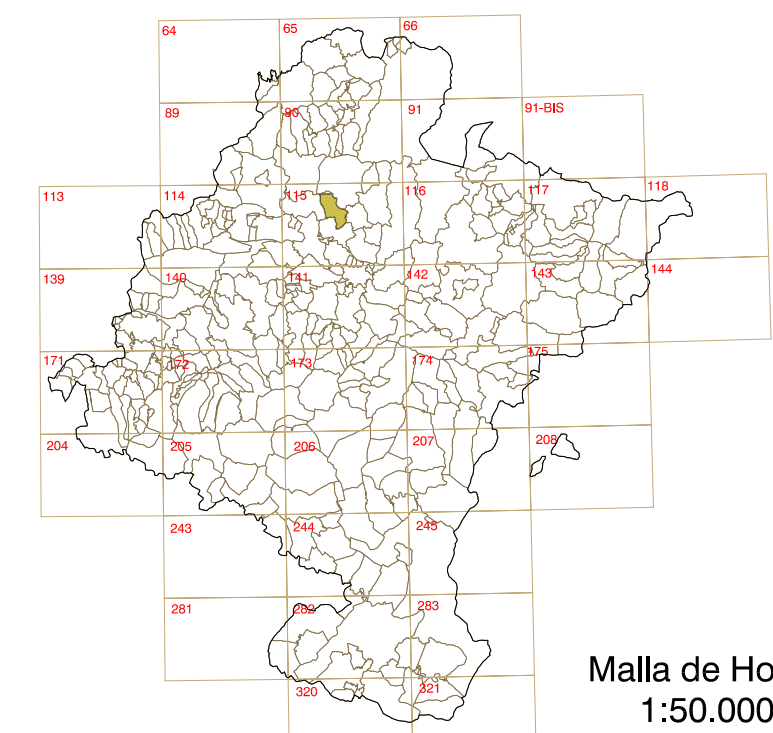 64 65 66
89 90 91 91-BIS
113 114 115 116 117 118
139 140 141 142 143 144
171 172 173 174 175
204 205 206 207 208
243 244 245
281 282 283
320 321
Malla de Ho
1:50.000